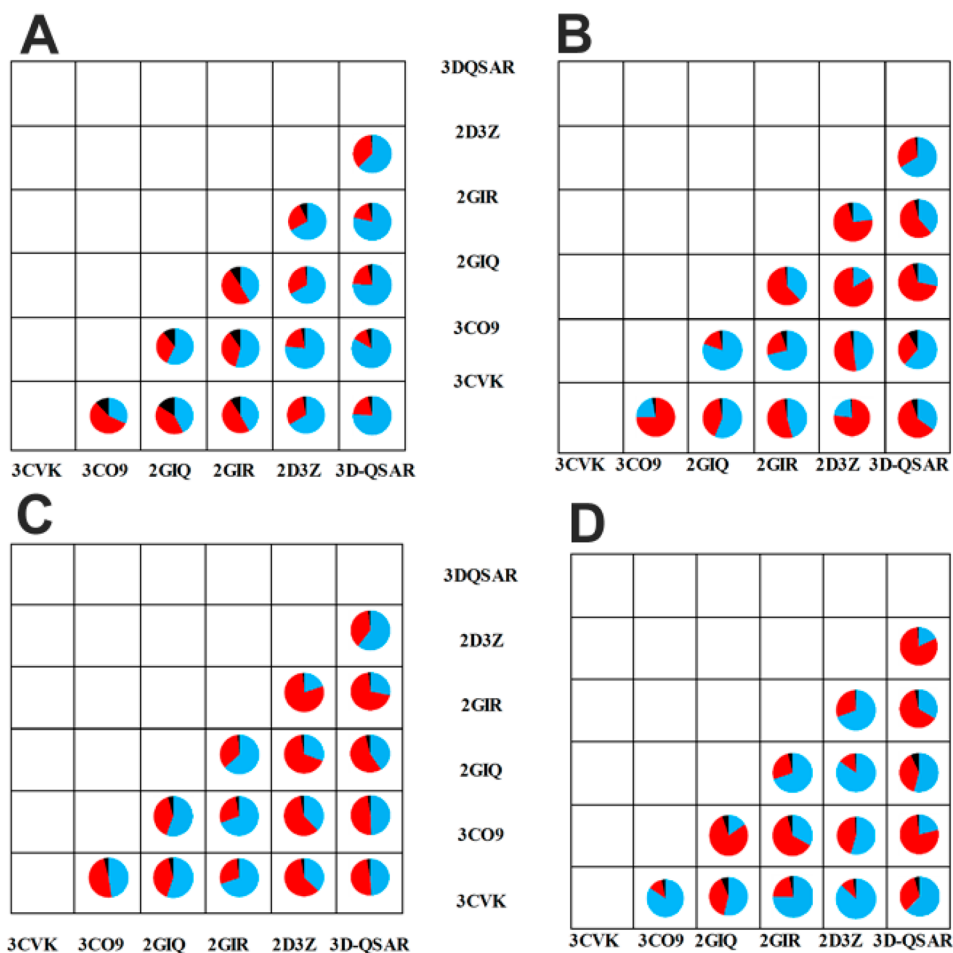 A
B
3DQSAR
2D3Z
2GIR
2GIQ
3CO9
3CVK
3CVK 3CO9 2GIQ 2GIR 2D3Z 3D-QSAR
3CVK 3CO9 2GIQ 2GIR 2D3Z 3D-QSAR
C
D
3DQSAR
2D3Z
2GIR
2GIQ
3CO9
3CVK
3CVK 3CO9 2GIQ 2GIR 2D3Z 3D-QSAR
3CVK 3CO9 2GIQ 2GIR 2D3Z 3D-QSAR